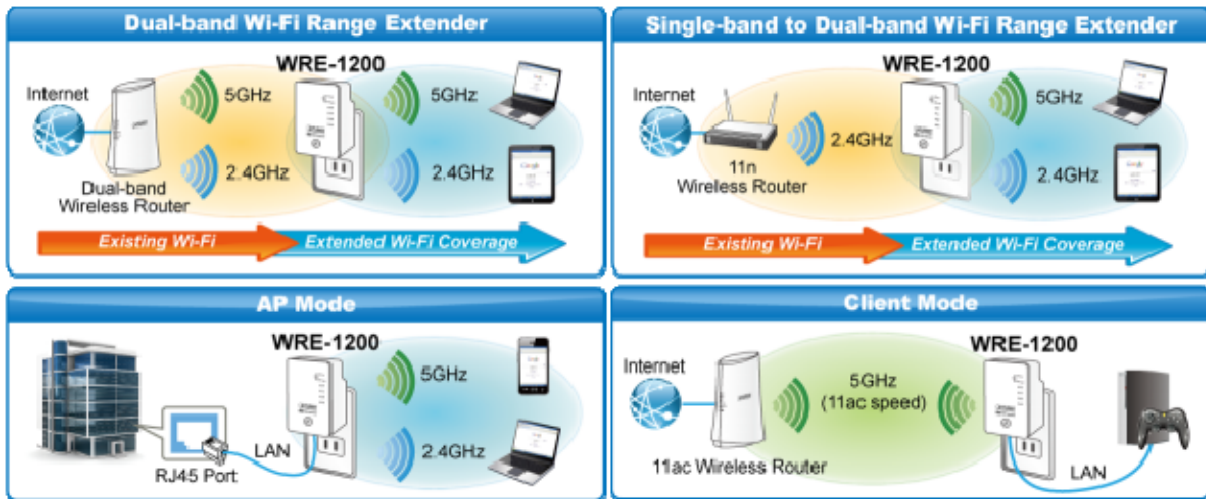 Dual-band Wi-Fi Range Extender
WRE-1200
Internet
5GHz
5GHz
2.4GHz
2.4GHz
Dual-band
Wireless Router
Existing Wi-Fi
Extended Wi-Fi Coverage
Single-band to Dual-band Wi-Fi Range Extender
WRE-1200
Internet
5GHz
2.4GHz
2.4GHz
11n
Wireless Router
Existing Wi-Fi
Extended Wi-Fi Coverage
AP Mode
WRE-1200
5GHz
2.4GHz
LAN
RJ45 Port
Client Mode
WRE-1200
Internet
5GHz
(11ac speed)
11ac Wireless Router
LAN